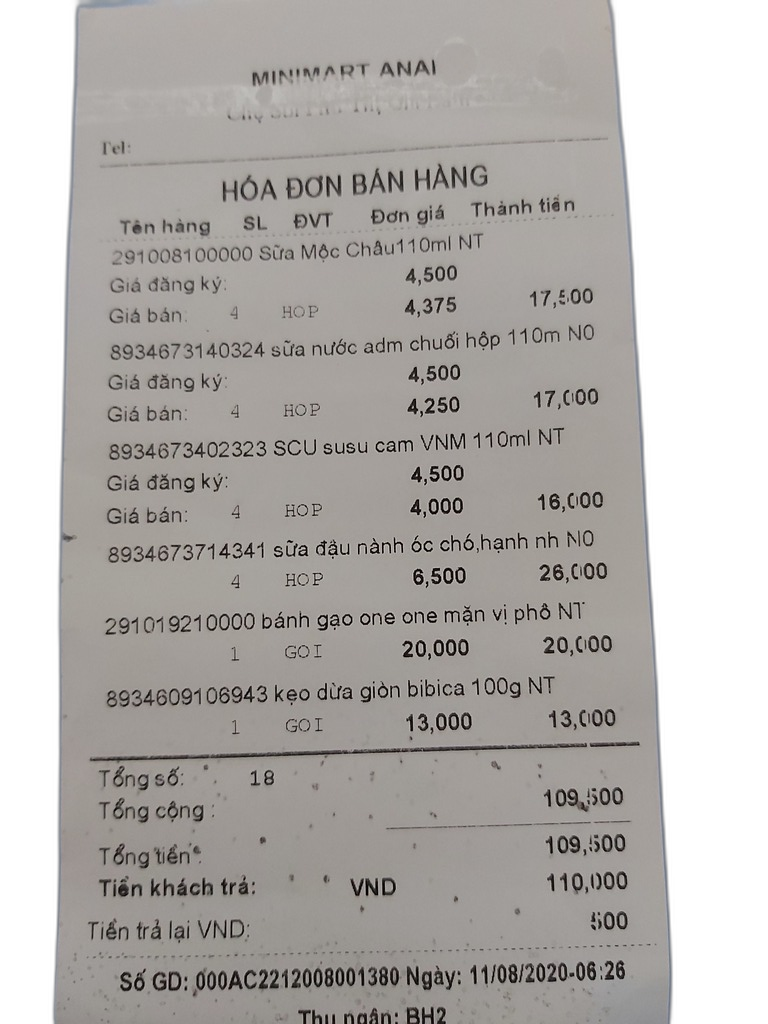 MINIMART ANAI
Tel:
HÓA ĐƠN BÁN HÀNG
Tên hàng SL ĐVT Đơn giá Thành tiền
291008100000 Sữa Mộc Châu110ml NT
Giá đăng ký: 4,500
Giá bán: 4 HOP 4,375 17,500
8934673140324 sữa nước adm chuối hộp 110m N0
Giá đăng ký: 4,500
Giá bán: 4 HOP 4,250 17,000
8934673402323 SCU susu cam VNM 110ml NT
Giá đăng ký: 4,500
Giá bán: 4 HOP 4,000 16,000
8934673714341 sữa đậu nành óc chó,hạnh nh N0
4 HOP 6,500 26,000
291019210000 bánh gạo one one mặn vị phô NT
1 GOI 20,000 20,000
8934609106943 kẹo dừa giòn bibica 100g NT
1 GOI 13,000 13,000
Tổng số: 18
Tổng cộng : 109,500
Tổng tiền: 109,500
Tiền khách trả: VND 110,000
Tiền trả lại VND: 500
Số GD: 000AC2212008001380 Ngày: 11/08/2020-06:26
Thu ngân: BH2